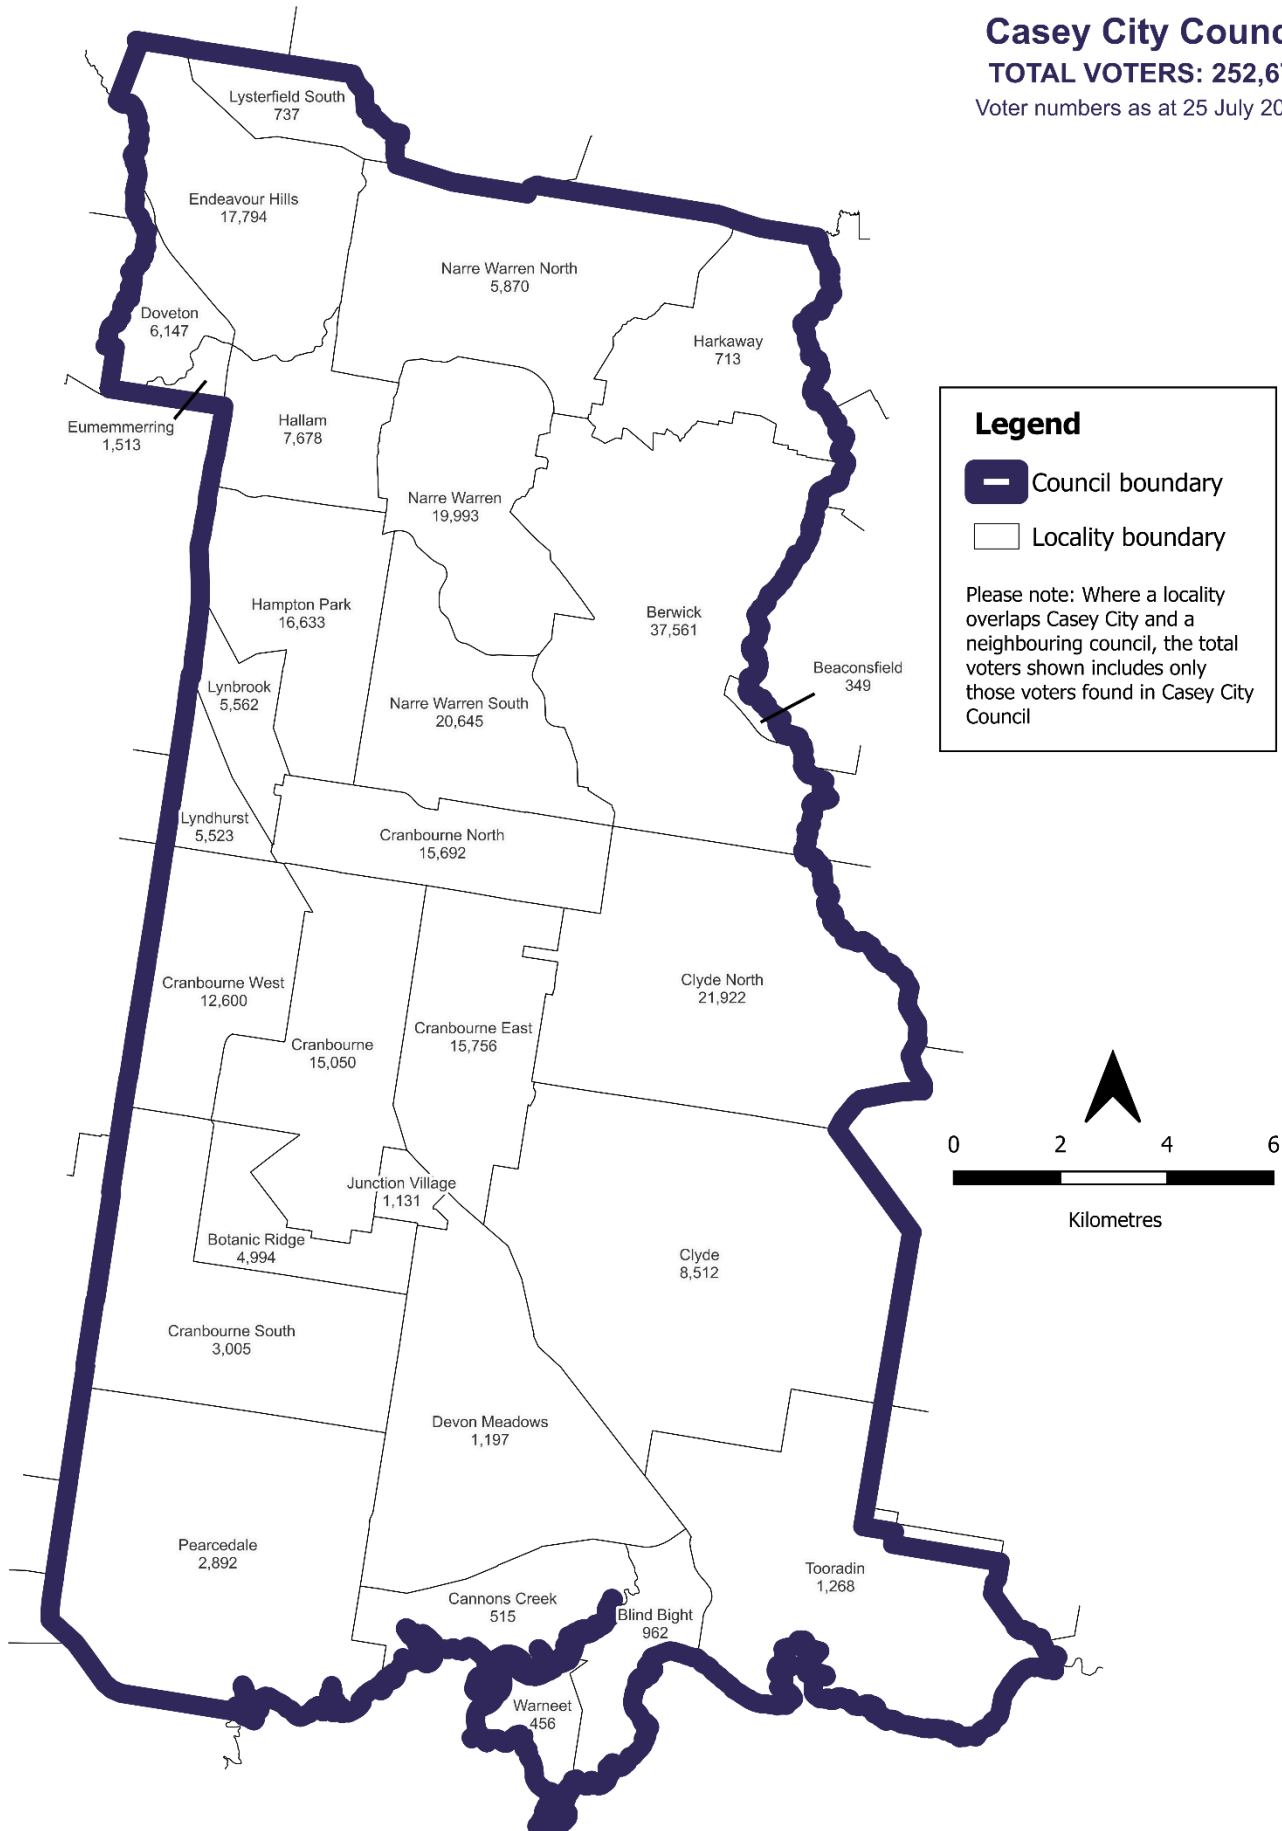 Casey City
TOTAL VOTERS:
Voter numbers as at 25 July
Lysterfield South
737
Endeavour Hills
17,794
Narre Warren North
5,870
Doveton
6,147
Harkaway
713
Eumemmerring
1,513
Hallam
7,678
Narre Warren
19,993
Legend
Council boundary
Locality boundary
Please note: Where a locality
overlaps Casey City and a
neighbouring council, the total
voters shown includes only
those voters found in Casey City
Council
Hampton Park
16,633
Berwick
37,561
Beaconsfield
349
Lynbrook
5,562
Narre Warren South
20,645
Lyndhurst
5,523
Cranbourne North
15,692
Cranbourne West
12,600
Clyde North
21,922
Cranbourne East
15,756
Cranbourne
15,050
0 2 4 6
Kilometres
Junction Village
1,131
Botanic Ridge
4,994
Clyde
8,512
Cranbourne South
3,005
Devon Meadows
1,197
Pearcedale
2,892
Tooradin
1,268
Cannons Creek
515
Blind Bight
962
Warneet
456